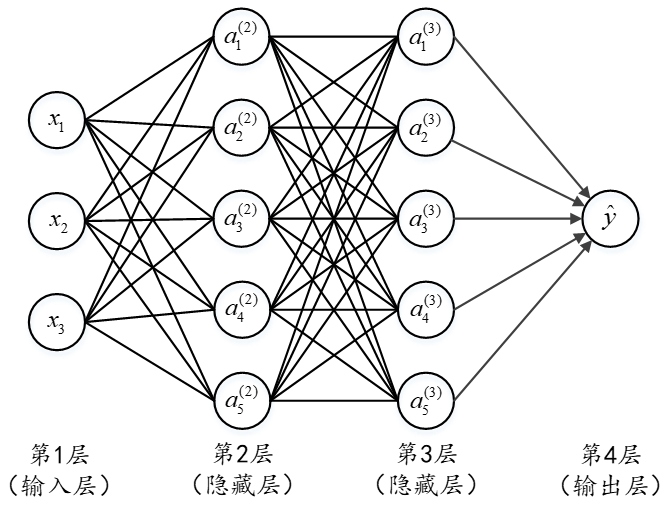 x₁
x₂
x₃
a₁⁽²⁾
a₂⁽²⁾
a₃⁽²⁾
a₄⁽²⁾
a₅⁽²⁾
a₁⁽³⁾
a₂⁽³⁾
a₃⁽³⁾
a₄⁽³⁾
a₅⁽³⁾
ŷ
第1层
（输入层）
第2层
（隐藏层）
第3层
（隐藏层）
第4层
（输出层）